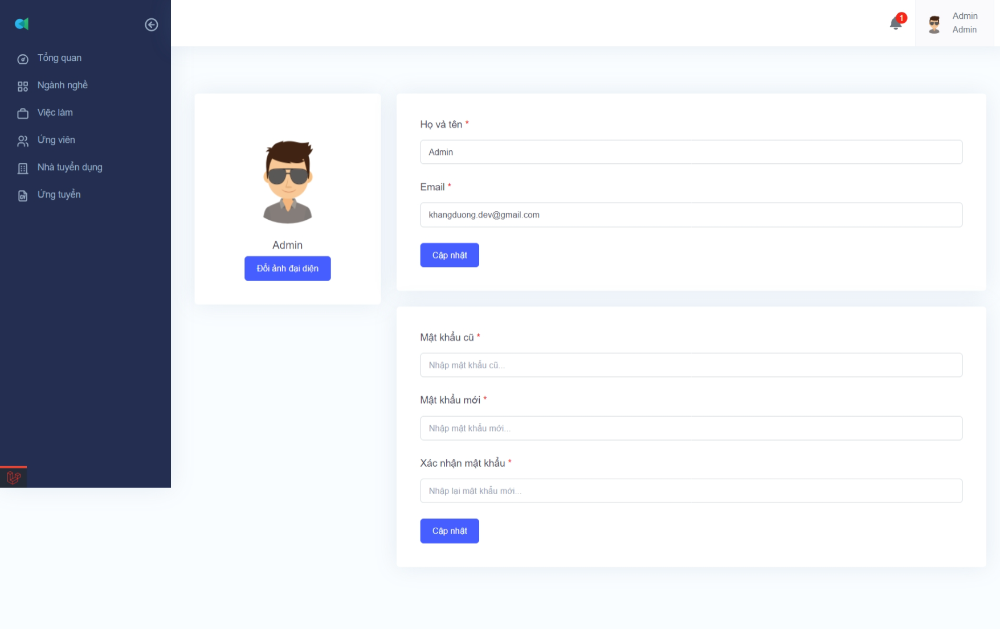 Tổng quan
Ngành nghề
Việc làm
Ứng viên
Nhà tuyển dụng
CV
Ứng tuyển
1
Admin
Admin
Admin
Đổi ảnh đại diện
Họ và tên *
Admin
Email *
khangduong.dev@gmail.com
Cập nhật
Mật khẩu cũ *
Nhập mật khẩu cũ...
Mật khẩu mới *
Nhập mật khẩu mới...
Xác nhận mật khẩu *
Nhập lại mật khẩu mới...
Cập nhật